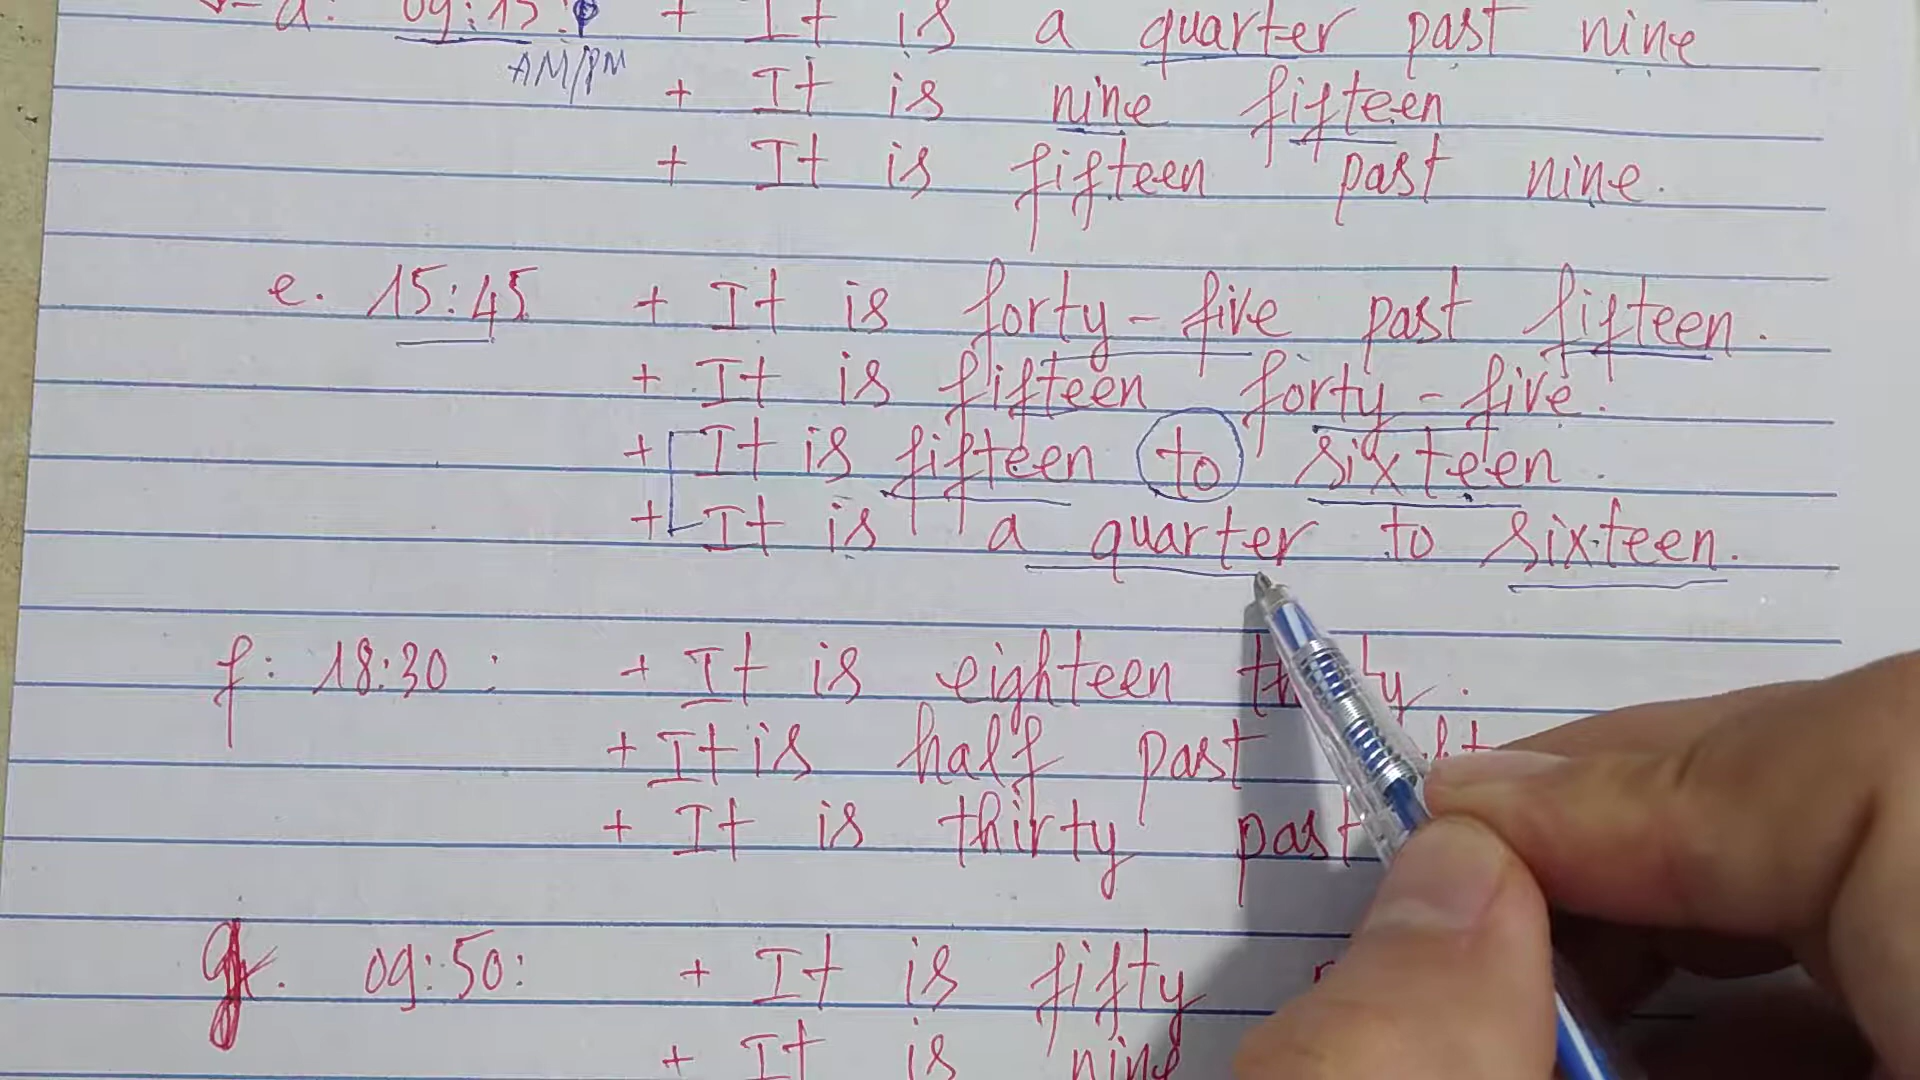 09:15: + It is a quarter past nine
AM/PM
+ It is nine fifteen
+ It is fifteen past nine.
e. 15:45 + It is forty-five past fifteen.
+ It is fifteen forty-five.
+ It is fifteen to sixteen.
+ It is a quarter to sixteen.
f: 18:30: + It is eighteen
+ It is half past
+ It is thirty past
g. 09:50: + It is fifty
+ It is nine